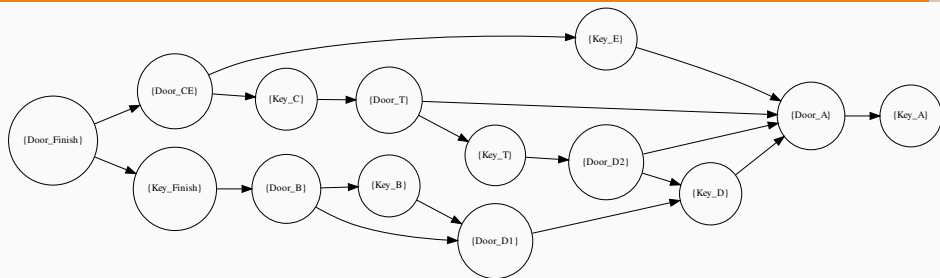 {Key_E}
{Door_CE}
{Key_C}
{Door_T}
{Door_A}
{Key_A}
{Door_Finish}
{Key_T}
{Door_D2}
{Key_Finish}
{Door_B}
{Key_B}
{Key_D}
{Door_D1}